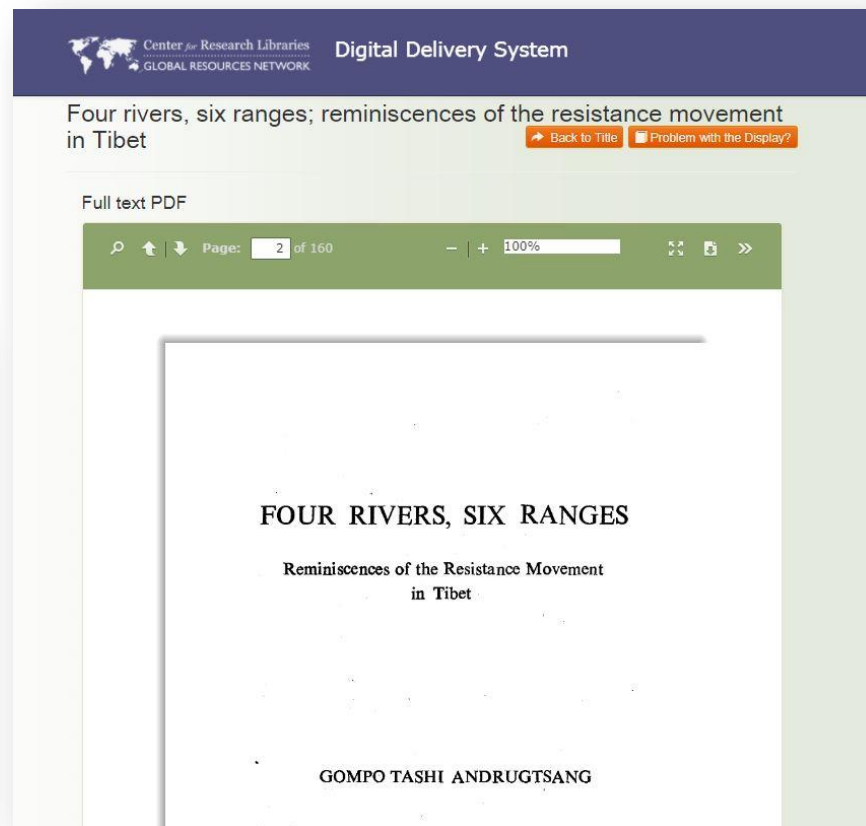 Center for Research Libraries
GLOBAL RESOURCES NETWORK
Digital Delivery System
Four rivers, six ranges; reminiscences of the resistance movement
in Tibet
Back to Title
Problem with the Display?
Full text PDF
Page: 2 of 160
100%
FOUR RIVERS, SIX RANGES
Reminiscences of the Resistance Movement
in Tibet
GOMPO TASHI ANDRUGTSANG